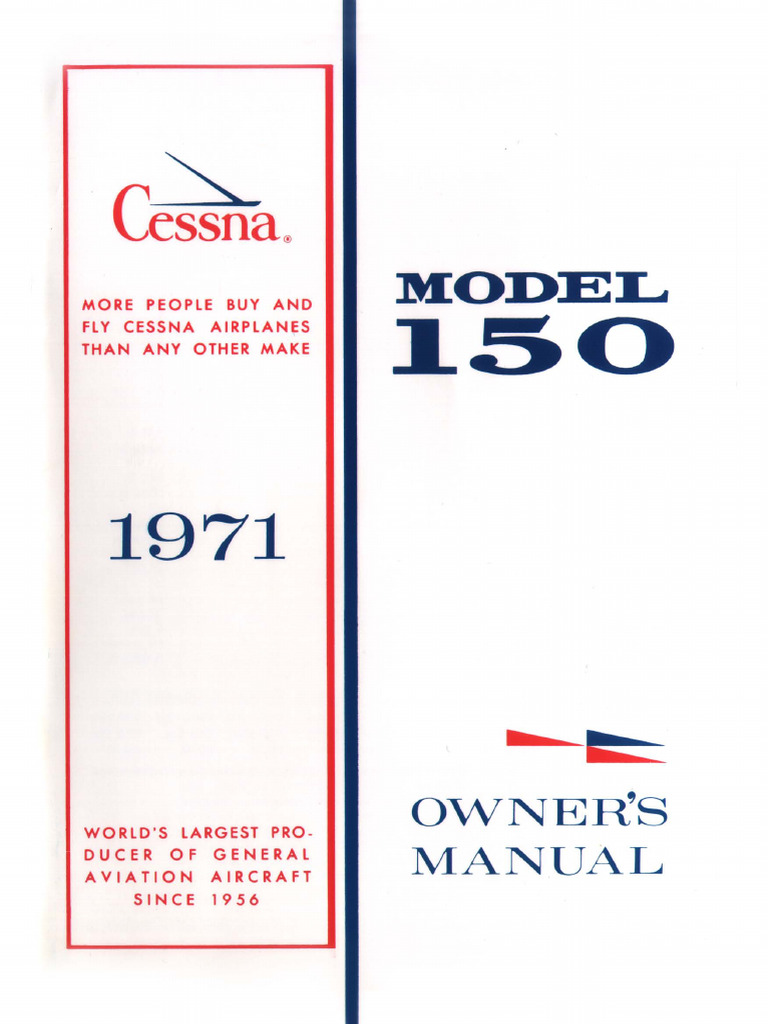 Cessna®
MORE PEOPLE BUY AND
FLY CESSNA AIRPLANES
THAN ANY OTHER MAKE
1971
WORLD'S LARGEST PRO-
DUCER OF GENERAL
AVIATION AIRCRAFT
SINCE 1956
MODEL
150
OWNER'S
MANUAL